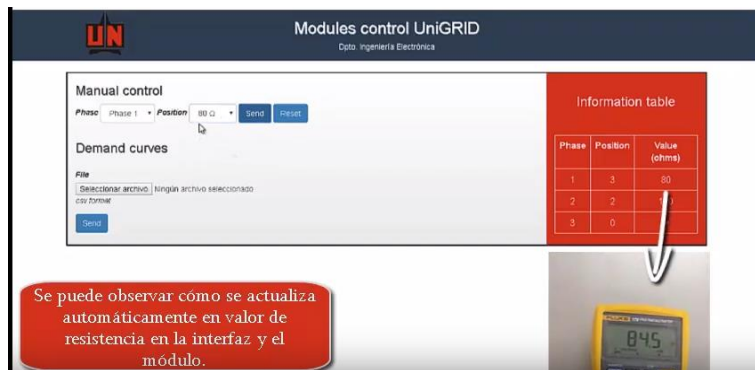 UN
Modules control UniGRID
Dpto. Ingeniería Electrónica
Manual control
Phase Phase 1 Position 80 Ω Send Reset
Demand curves
File
Seleccionar archivo Ningún archivo seleccionado
csv format
Send
Information table
Phase Position Value (ohms)
1 3 80
2 2
3 0
Se puede observar cómo se actualiza
automáticamente en valor de
resistencia en la interfaz y el
módulo.
FLUKE
84.5